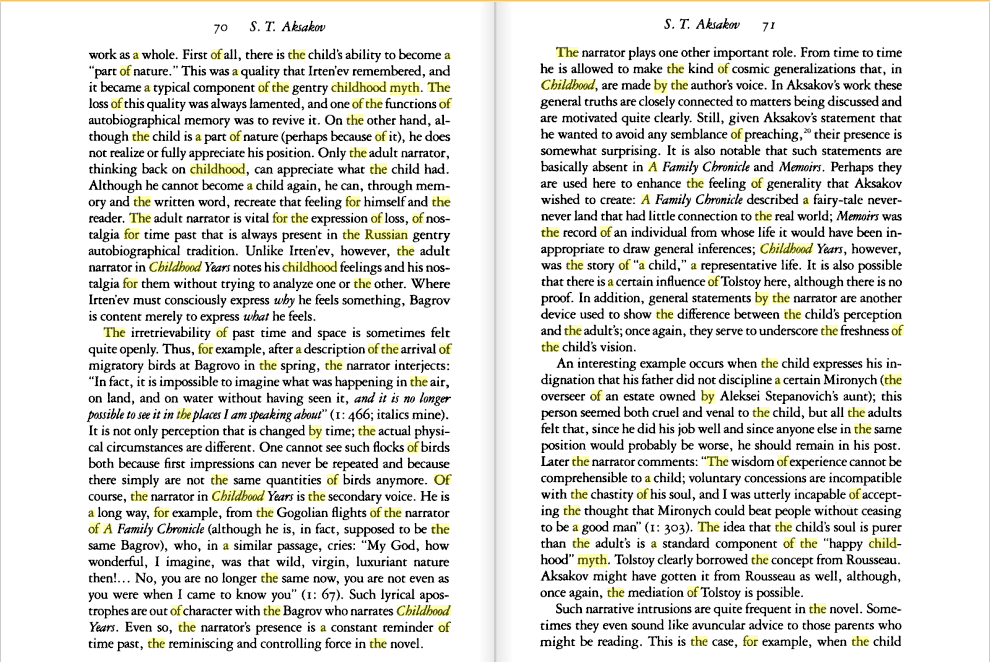 70 S. T. Aksakov
work as a whole. First of all, there is the child's ability to become a
“part of nature.” This was a quality that Irten'ev remembered, and
it became a typical component of the gentry childhood myth. The
loss of this quality was always lamented, and one of the functions of
autobiographical memory was to revive it. On the other hand, al-
though the child is a part of nature (perhaps because of it), he does
not realize or fully appreciate his position. Only the adult narrator,
thinking back on childhood, can appreciate what the child had.
Although he cannot become a child again, he can, through mem-
ory and the written word, recreate that feeling for himself and the
reader. The adult narrator is vital for the expression of loss, of nos-
talgia for time past that is always present in the Russian gentry
autobiographical tradition. Unlike Irten'ev, however, the adult
narrator in Childhood Years notes his childhood feelings and his nos-
talgia for them without trying to analyze one or the other. Where
Irten'ev must consciously express why he feels something, Bagrov
is content merely to express what he feels.
The irretrievability of past time and space is sometimes felt
quite openly. Thus, for example, after a description of the arrival of
migratory birds at Bagrovo in the spring, the narrator interjects:
“In fact, it is impossible to imagine what was happening in the air,
on land, and on water without having seen it, and it is no longer
possible to see it in the places I am speaking about” (1: 466; italics mine).
It is not only perception that is changed by time; the actual physi-
cal circumstances are different. One cannot see such flocks of birds
both because first impressions can never be repeated and because
there simply are not the same quantities of birds anymore. Of
course, the narrator in Childhood Years is the secondary voice. He is
a long way, for example, from the Gogolian flights of the narrator
of A Family Chronicle (although he is, in fact, supposed to be the
same Bagrov), who, in a similar passage, cries: “My God, how
wonderful, I imagine, was that wild, virgin, luxuriant nature
then!... No, you are no longer the same now, you are not even as
you were when I came to know you” (1: 67). Such lyrical apos-
trophes are out of character with the Bagrov who narrates Childhood
Years. Even so, the narrator's presence is a constant reminder of
time past, the reminiscing and controlling force in the novel.
S. T. Aksakov 71
The narrator plays one other important role. From time to time
he is allowed to make the kind of cosmic generalizations that, in
Childhood, are made by the author's voice. In Aksakov's work these
general truths are closely connected to matters being discussed and
are motivated quite clearly. Still, given Aksakov's statement that
he wanted to avoid any semblance of preaching,20 their presence is
somewhat surprising. It is also notable that such statements are
basically absent in A Family Chronicle and Memoirs. Perhaps they
are used here to enhance the feeling of generality that Aksakov
wished to create: A Family Chronicle described a fairy-tale never-
never land that had little connection to the real world; Memoirs was
the record of an individual from whose life it would have been in-
appropriate to draw general inferences; Childhood Years, however,
was the story of “a child,” a representative life. It is also possible
that there is a certain influence of Tolstoy here, although there is no
proof. In addition, general statements by the narrator are another
device used to show the difference between the child's perception
and the adult's; once again, they serve to underscore the freshness of
the child's vision.
An interesting example occurs when the child expresses his in-
dignation that his father did not discipline a certain Mironych (the
overseer of an estate owned by Aleksei Stepanovich's aunt); this
person seemed both cruel and venal to the child, but all the adults
felt that, since he did his job well and since anyone else in the same
position would probably be worse, he should remain in his post.
Later the narrator comments: “The wisdom of experience cannot be
comprehensible to a child; voluntary concessions are incompatible
with the chastity of his soul, and I was utterly incapable of accept-
ing the thought that Mironych could beat people without ceasing
to be a good man” (1: 303). The idea that the child's soul is purer
than the adult's is a standard component of the “happy child-
hood” myth. Tolstoy clearly borrowed the concept from Rousseau.
Aksakov might have gotten it from Rousseau as well, although,
once again, the mediation of Tolstoy is possible.
Such narrative intrusions are quite frequent in the novel. Some-
times they even sound like avuncular advice to those parents who
might be reading. This is the case, for example, when the child